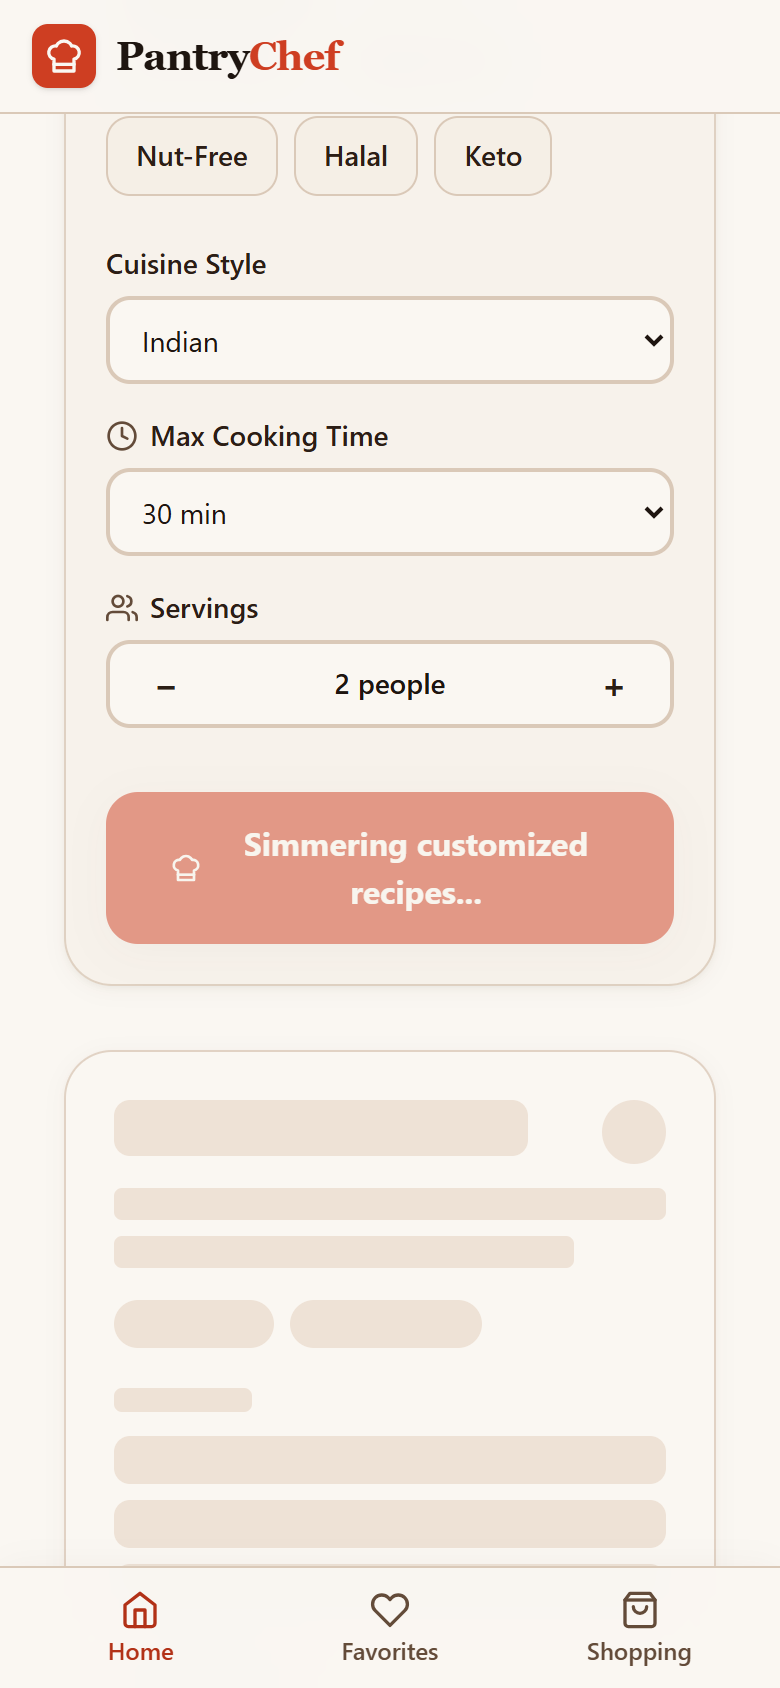 PantryChef
Nut-Free
Halal
Keto
Cuisine Style
Indian
Max Cooking Time
30 min
Servings
− 2 people +
Simmering customized
recipes...
Home
Favorites
Shopping